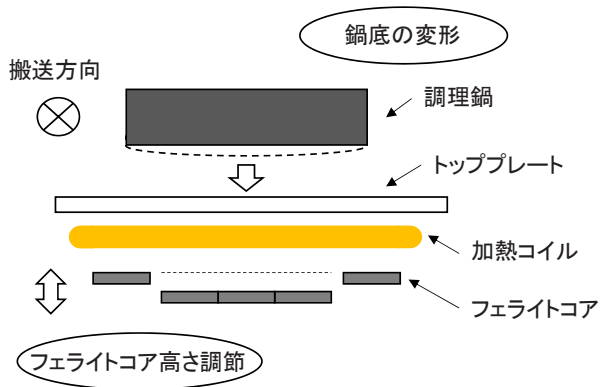 鍋底の変形
搬送方向
調理鍋
トッププレート
加熱コイル
フェライトコア
フェライトコア高さ調節